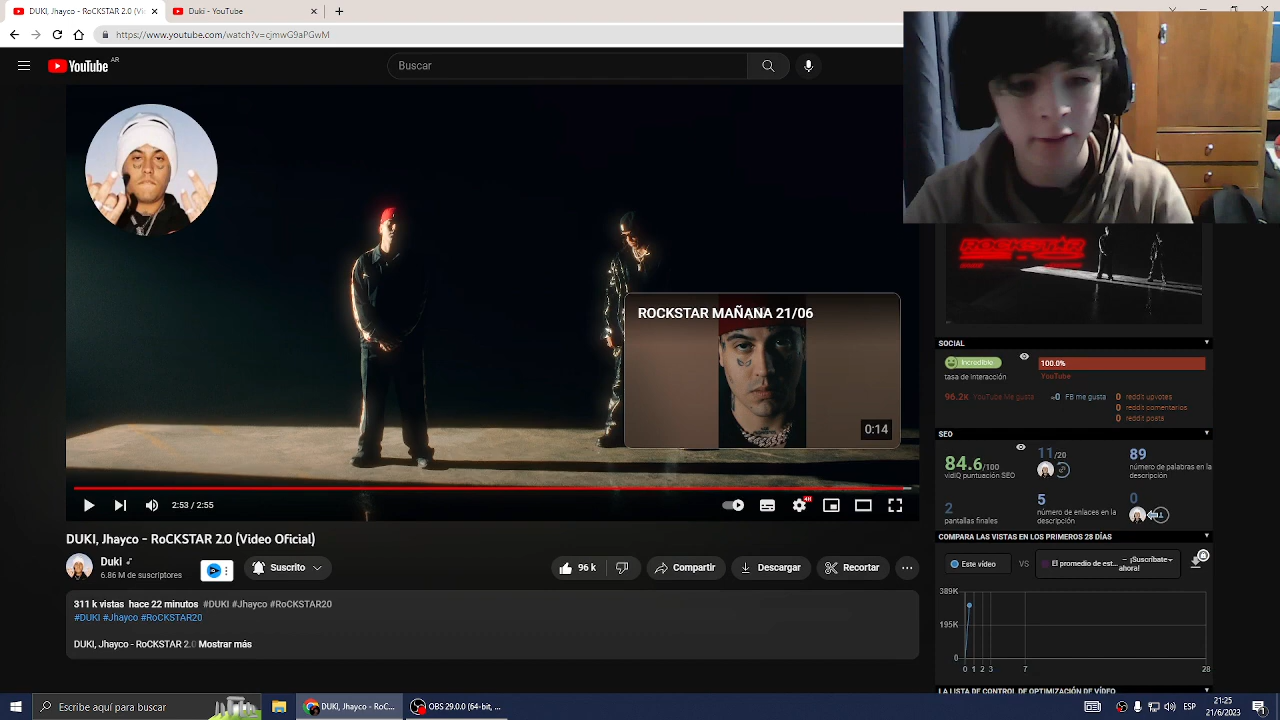 DUKI, Jhayco - RoCKSTAR 2.0 (Vi
Duki - YouTube
https://www.youtube.com/watch?v=cjmwG9aPGwM
YouTube AR
Buscar
ROCKSTAR MAÑANA 21/06
0:14
2:53 / 2:55
DUKI, Jhayco - RoCKSTAR 2.0 (Video Oficial)
Duki
6.86 M de suscriptores
Suscrito
96 k
Compartir
Descargar
Recortar
311 k vistas hace 22 minutos #DUKI #Jhayco #RoCKSTAR20
#DUKI #Jhayco #RoCKSTAR20
DUKI, Jhayco - RoCKSTAR 2.0 Mostrar más
ROCKSTAR
SOCIAL
Incredible
tasa de interacción
100.0%
YouTube
96.2K YouTube Me gusta
0 FB me gusta
0 reddit upvotes
0 reddit comentarios
0 reddit posts
SEO
84.6/100
vidIQ puntuación SEO
11/20
89
número de palabras en la
descripción
2
pantallas finales
5
número de enlaces en la
descripción
0
COMPARA LAS VISTAS EN LOS PRIMEROS 28 DÍAS
Este vídeo
VS
El promedio de est... – ¡Suscríbate
ahora!
389K
195K
0
0 1 2 3 7 28
LA LISTA DE CONTROL DE OPTIMIZACIÓN DE VÍDEO
Escribe aquí para buscar
DUKI, Jhayco - RoC...
OBS 29.0.0 (64-bit, ...
ESP
21:25
21/6/2023